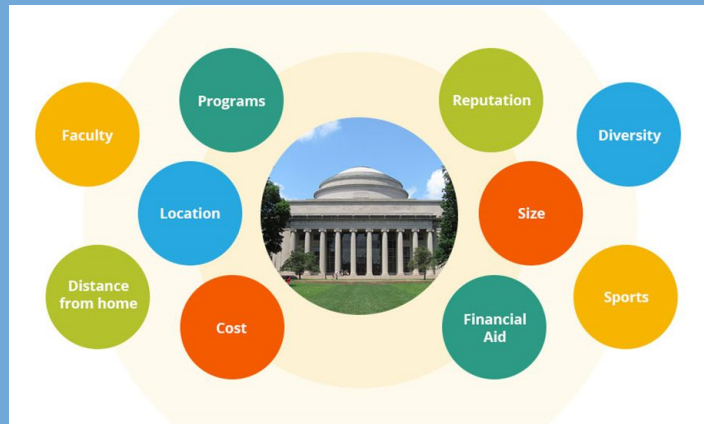 Programs
Reputation
Faculty
Diversity
Location
Size
Distance
from home
Sports
Cost
Financial
Aid